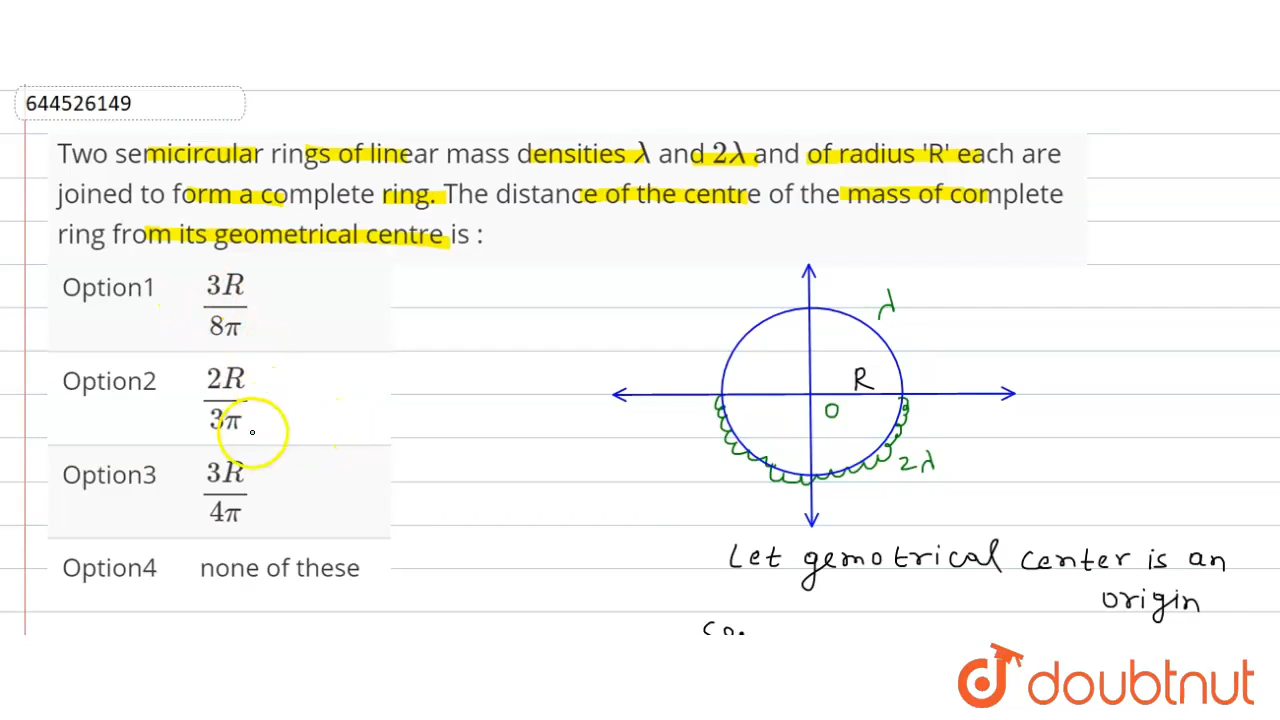 644526149
Two semicircular rings of linear mass densities λ and 2λ and of radius 'R' each are
joined to form a complete ring. The distance of the centre of the mass of complete
ring from its geometrical centre is :
Option1 3R/8π
Option2 2R/3π
Option3 3R/4π
Option4 none of these
λ
R
O
2λ
Let gemotrical center is an
origin
doubtnut